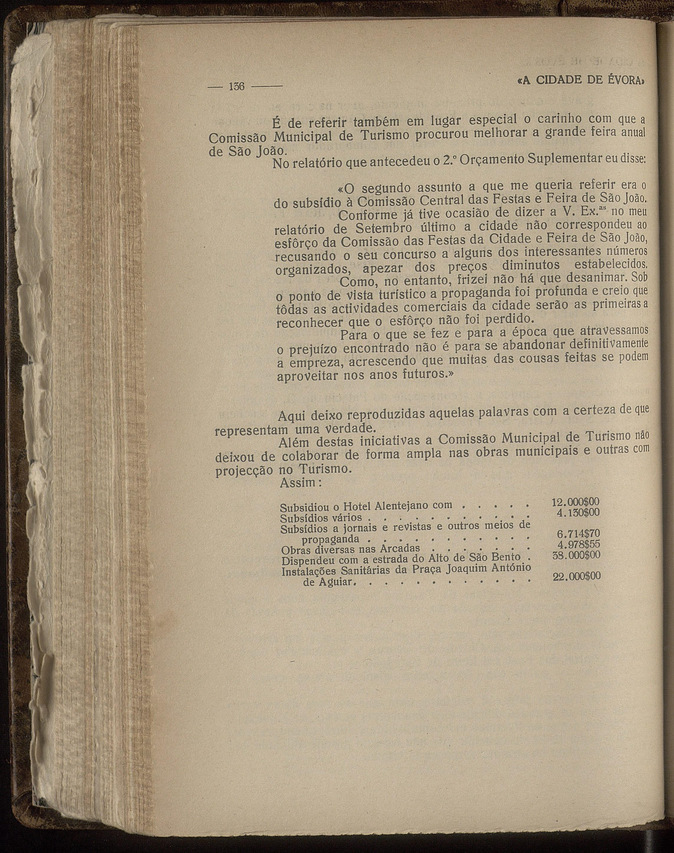 — 136 —
«A CIDADE DE ÉVORA»
É de referir também em lugar especial o carinho com que a
Comissão Municipal de Turismo procurou melhorar a grande feira anual
de São João.
No relatório que antecedeu o 2.º Orçamento Suplementar eu disse:
«O segundo assunto a que me queria referir era o
do subsídio à Comissão Central das Festas e Feira de São João.
Conforme já tive ocasião de dizer a V. Ex.ªˢ no meu
relatório de Setembro último a cidade não correspondeu ao
esfôrço da Comissão das Festas da Cidade e Feira de São João,
recusando o seu concurso a alguns dos interessantes números
organizados, apezar dos preços diminutos estabelecidos.
Como, no entanto, frizei não há que desanimar. Sob
o ponto de vista turístico a propaganda foi profunda e creio que
tôdas as actividades comerciais da cidade serão as primeiras a
reconhecer que o esfôrço não foi perdido.
Para o que se fez e para a época que atravessamos
o prejuízo encontrado não é para se abandonar definitivamente
a empreza, acrescendo que muitas das cousas feitas se podem
aproveitar nos anos futuros.»
Aqui deixo reproduzidas aquelas palavras com a certeza de que
representam uma verdade.
Além destas iniciativas a Comissão Municipal de Turismo não
deixou de colaborar de forma ampla nas obras municipais e outras com
projecção no Turismo.
Assim:
Subsidiou o Hotel Alentejano com . . . . . 12.000$00
Subsídios vários . . . . . . . . . . . 4.130$00
Subsídios a jornais e revistas e outros meios de
propaganda . . . . . . . . . . . 6.714$70
Obras diversas nas Arcadas . . . . . . . 4.978$55
Dispendeu com a estrada do Alto de São Bento . 38.000$00
Instalações Sanitárias da Praça Joaquim António
de Aguiar. . . . . . . . . . . . 22.000$00